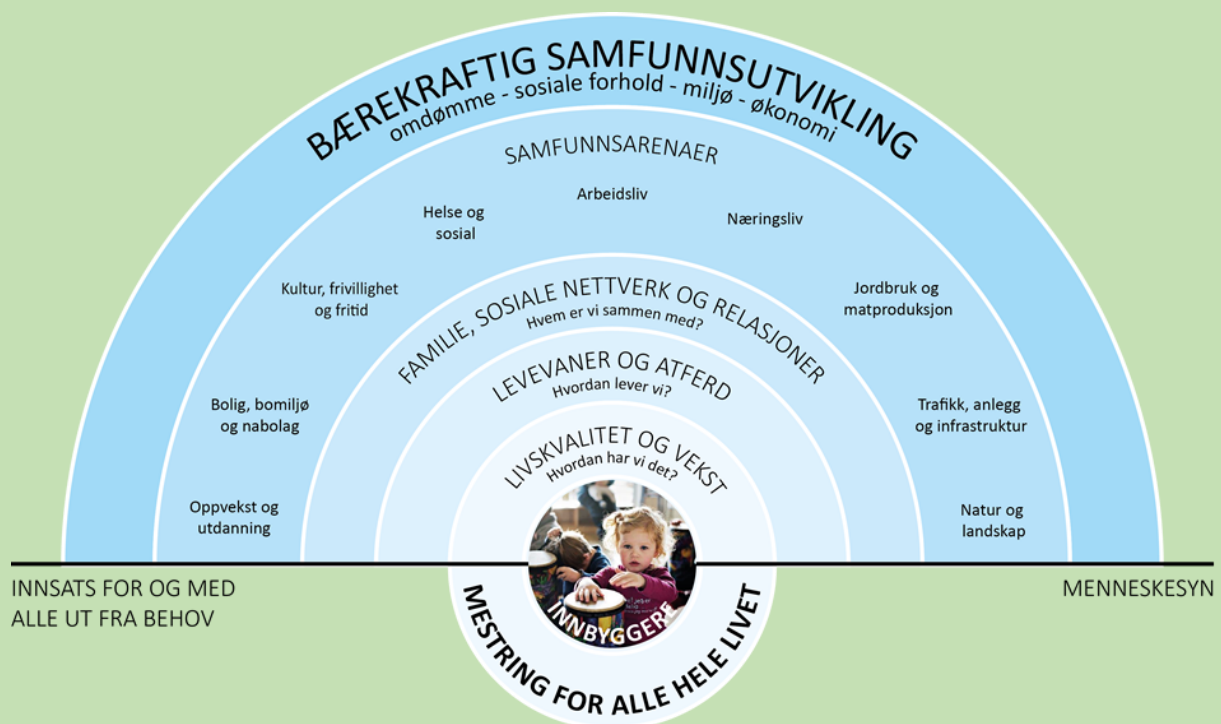 BÆREKRAFTIG SAMFUNNSUTVIKLING
omdømme - sosiale forhold - miljø - økonomi
SAMFUNNSARENAER
Arbeidsliv
Helse og
sosial
Næringsliv
Kultur, frivillighet
og fritid
Jordbruk og
matproduksjon
FAMILIE, SOSIALE NETTVERK OG RELASJONER
Hvem er vi sammen med?
LEVEVANER OG ATFERD
Hvordan lever vi?
Bolig, bomiljø
og nabolag
Trafikk, anlegg
og infrastruktur
LIVSKVALITET OG VEKST
Hvordan har vi det?
Oppvekst og
utdanning
Natur og
landskap
INNSATS FOR OG MED
ALLE UT FRA BEHOV
MENNESKESYN
INNBYGGERE
MESTRING FOR ALLE HELE LIVET